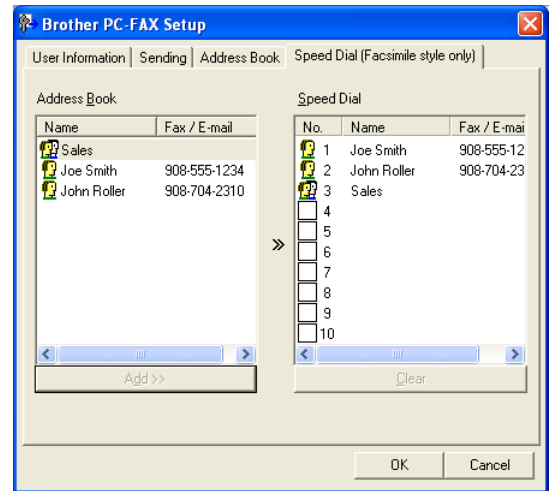 Brother PC-FAX Setup
User Information Sending Address Book Speed Dial (Facsimile style only)
Address Book Speed Dial
Name Fax / E-mail No. Name Fax / E-mai
Sales 1 Joe Smith 908-555-12
Joe Smith 908-555-1234 2 John Roller 908-704-23
John Roller 908-704-2310 3 Sales
4
5
6
»
7
8
9
10
Add >> Clear
OK Cancel